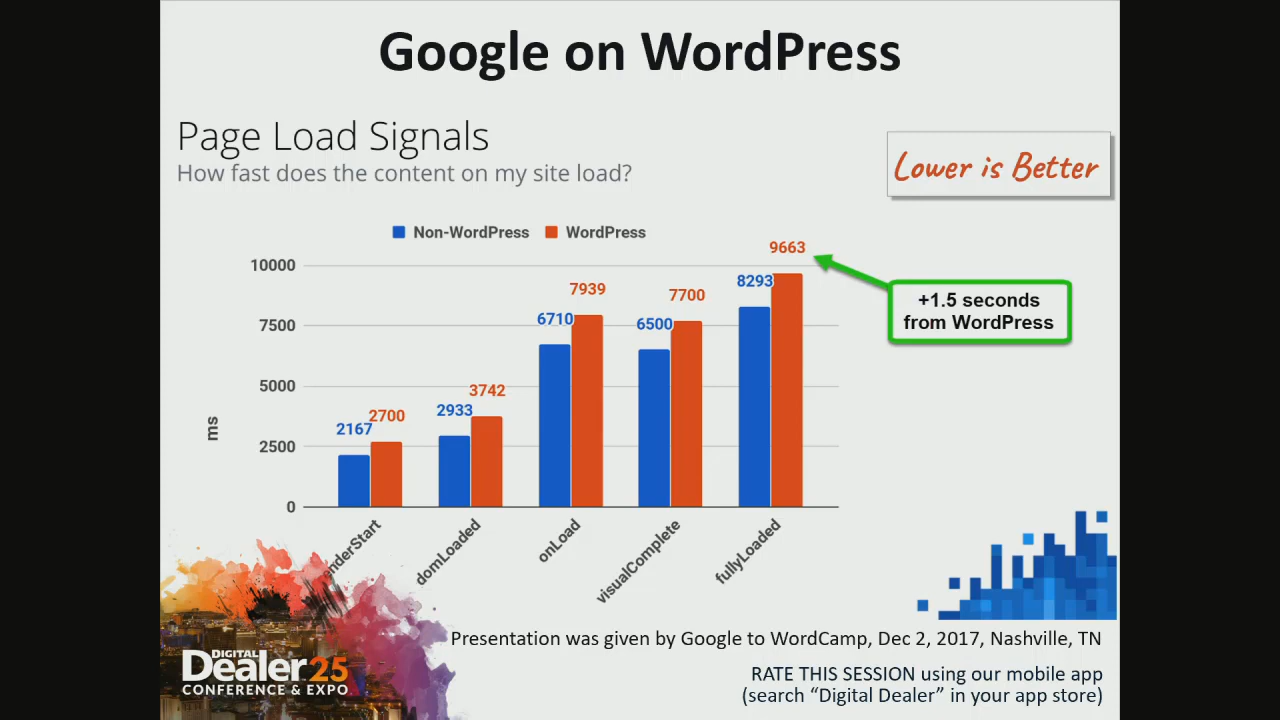 Google on WordPress
Page Load Signals
How fast does the content on my site load?
Lower is Better
Non-WordPress WordPress
10000
7500
5000
2500
0
ms
2167
2700
2933
3742
6710
7939
6500
7700
8293
9663
+1.5 seconds
from WordPress
domLoaded
onLoad
visualComplete
fullyLoaded
Presentation was given by Google to WordCamp, Dec 2, 2017, Nashville, TN
DIGITAL
Dealer 25
CONFERENCE & EXPO
RATE THIS SESSION using our mobile app
(search “Digital Dealer” in your app store)